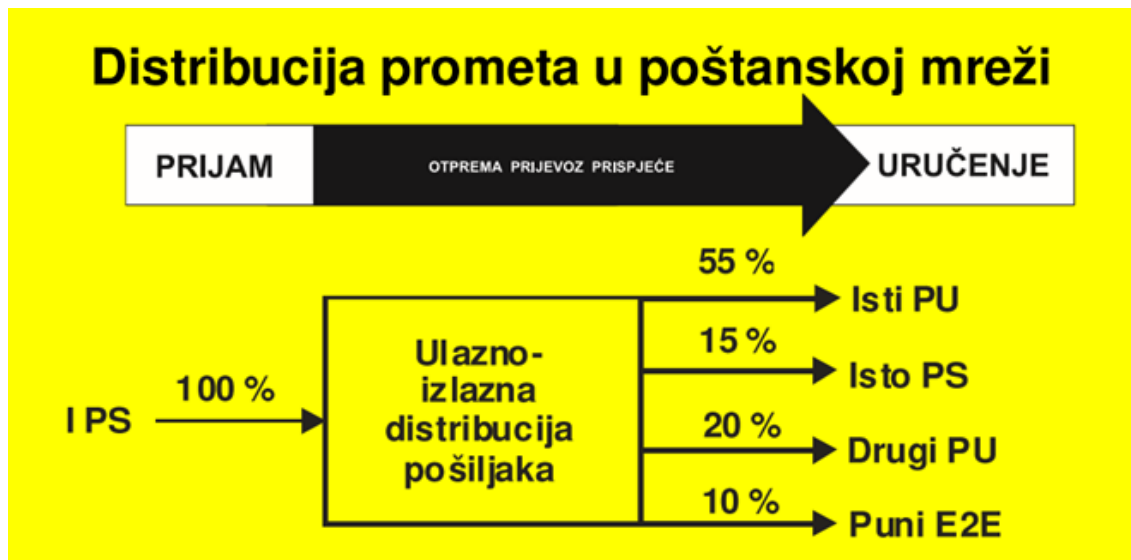 Distribucija prometa u poštanskoj mreži
PRIJAM
OTPREMA PRIJEVOZ PRISPJEĆE
URUČENJE
I PS
100 %
Ulazno-
izlazna
distribucija
pošiljaka
55 %
Isti PU
15 %
Isto PS
20 %
Drugi PU
10 %
Puni E2E